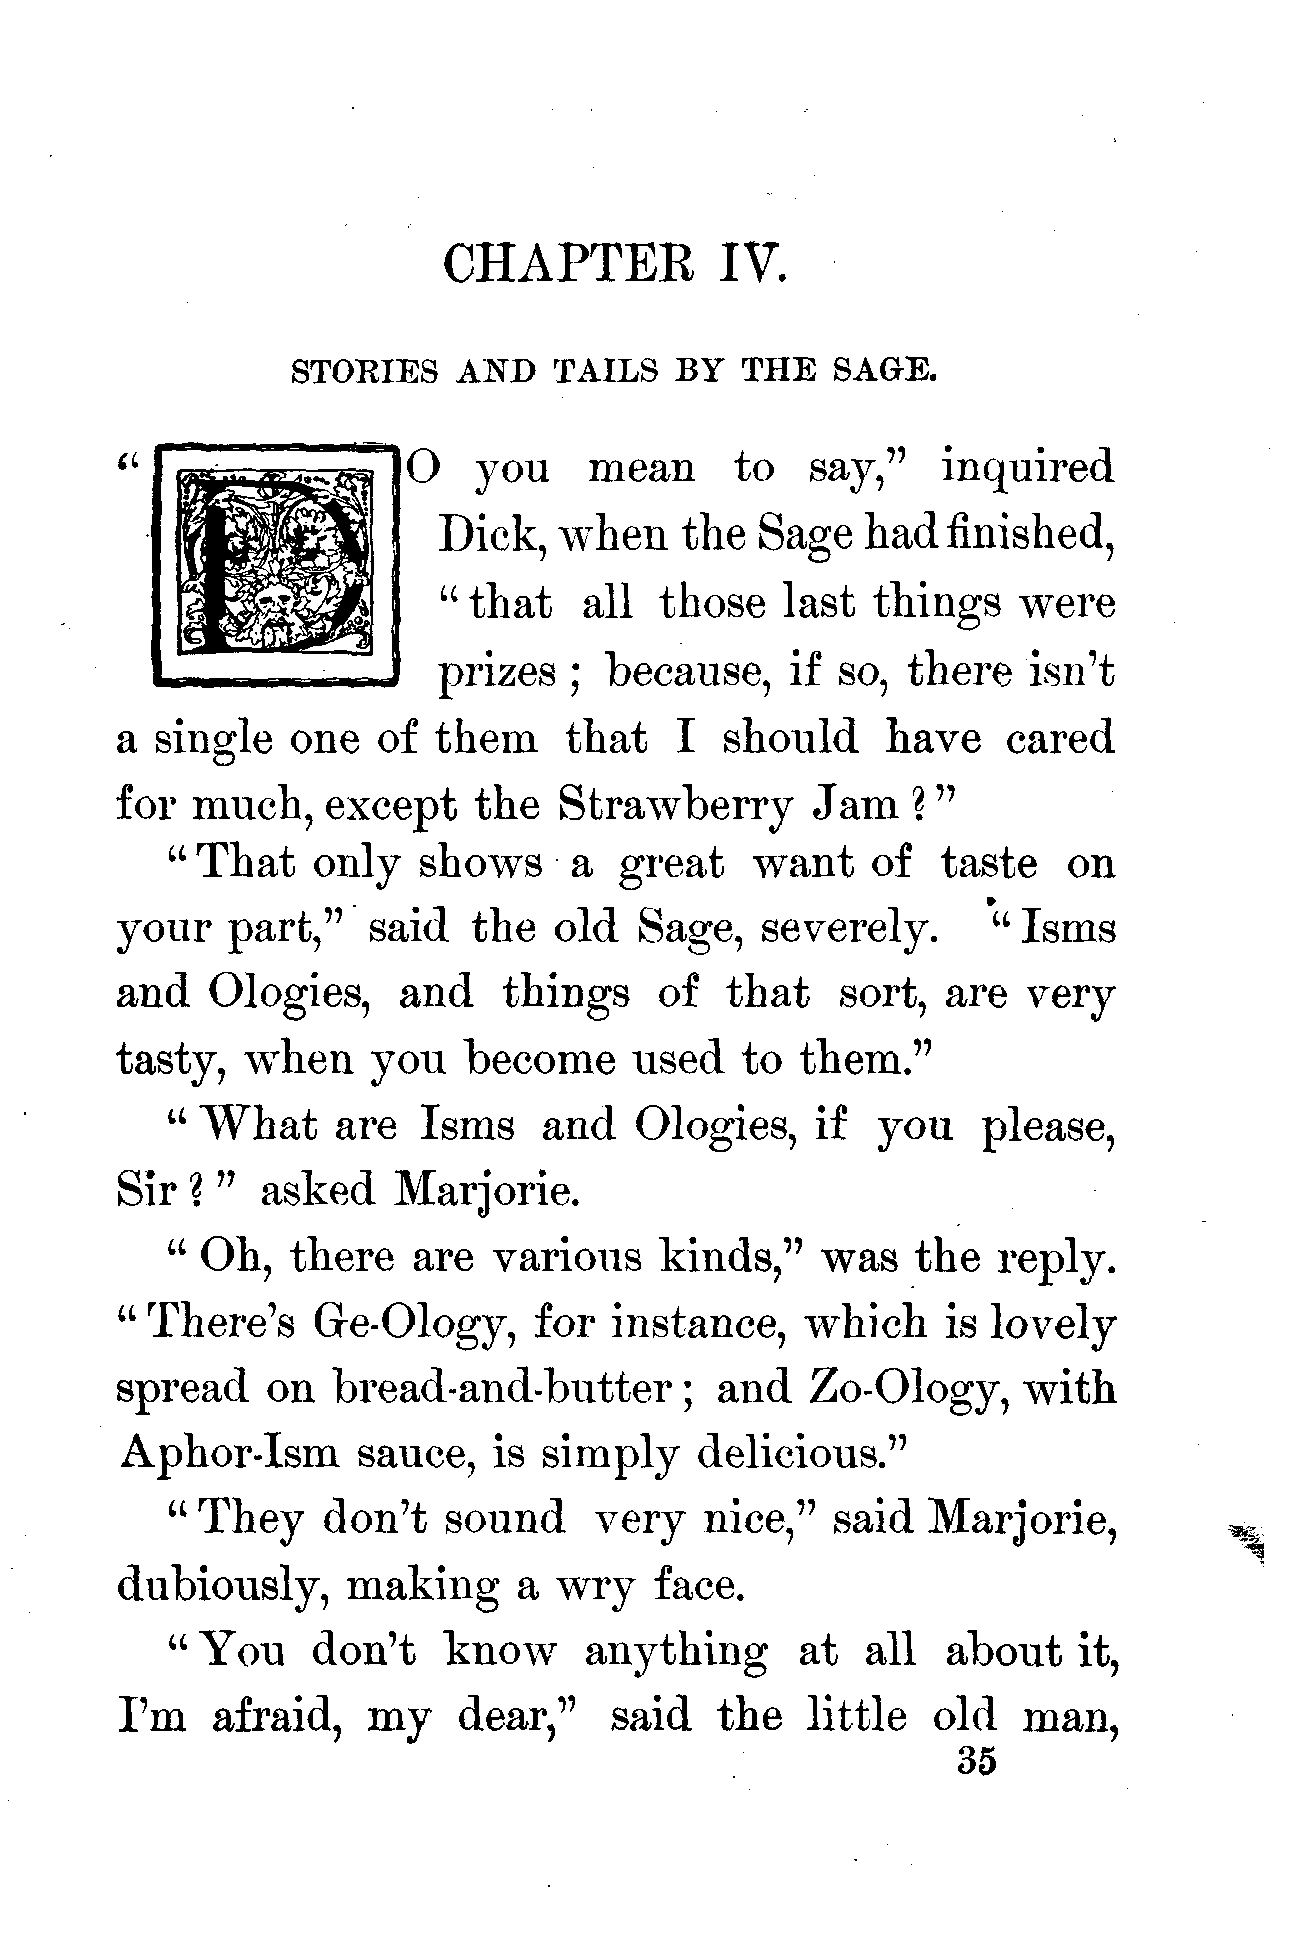 CHAPTER IV.
STORIES AND TAILS BY THE SAGE.
“DO you mean to say,” inquired
Dick, when the Sage had finished,
“that all those last things were
prizes; because, if so, there isn’t
a single one of them that I should have cared
for much, except the Strawberry Jam?”
“That only shows a great want of taste on
your part,” said the old Sage, severely. “Isms
and Ologies, and things of that sort, are very
tasty, when you become used to them.”
“What are Isms and Ologies, if you please,
Sir?” asked Marjorie.
“Oh, there are various kinds,” was the reply.
“There’s Ge-Ology, for instance, which is lovely
spread on bread-and-butter; and Zo-Ology, with
Aphor-Ism sauce, is simply delicious.”
“They don’t sound very nice,” said Marjorie,
dubiously, making a wry face.
“You don’t know anything at all about it,
I’m afraid, my dear,” said the little old man,
35